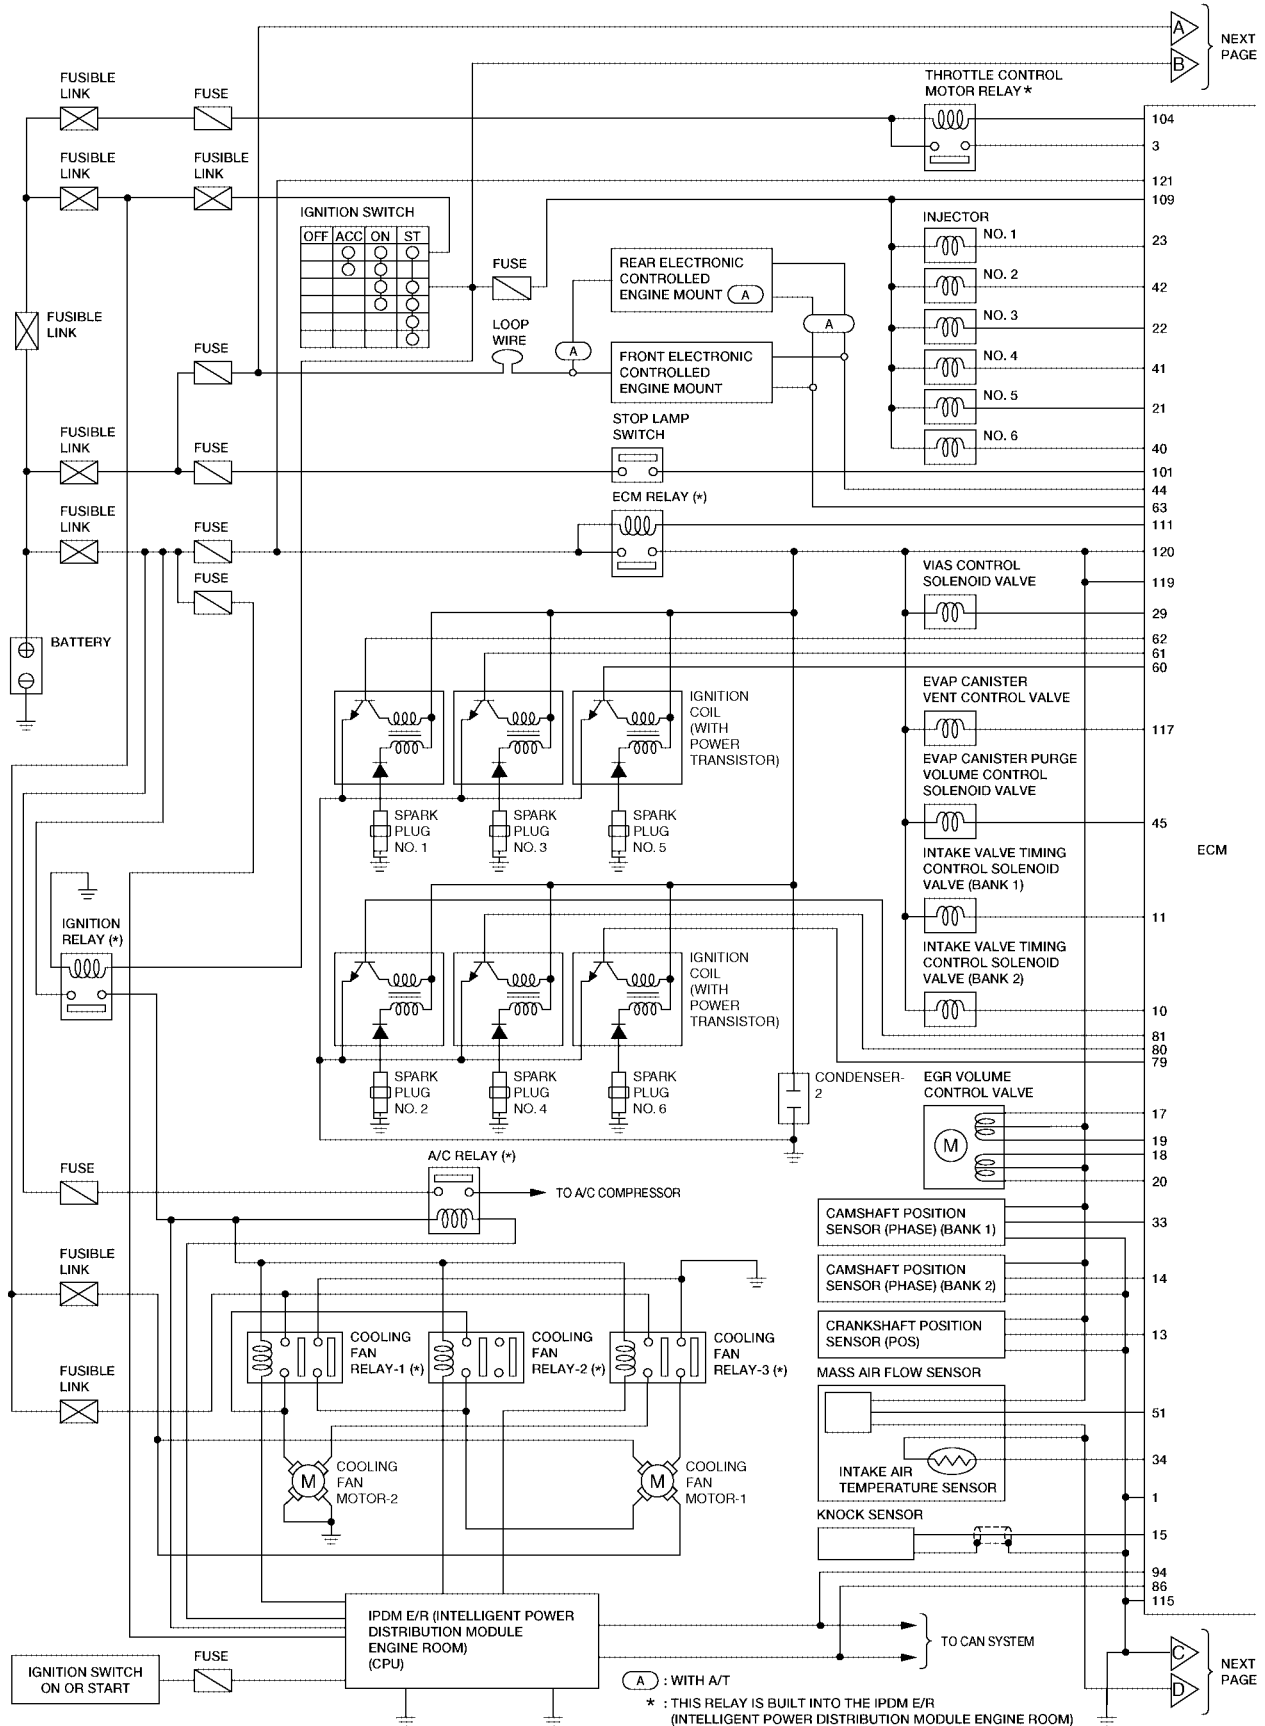 A
NEXT
PAGE
B
FUSIBLE
LINK
FUSE
THROTTLE CONTROL
MOTOR RELAY *
104
3
FUSIBLE
LINK
FUSIBLE
LINK
121
109
IGNITION SWITCH
OFF ACC ON ST
INJECTOR
NO. 1
23
FUSE
REAR ELECTRONIC
CONTROLLED
ENGINE MOUNT A
NO. 2
42
FUSIBLE
LINK
LOOP
WIRE
A
NO. 3
22
FUSE
A
FRONT ELECTRONIC
CONTROLLED
ENGINE MOUNT
NO. 4
41
NO. 5
21
FUSIBLE
LINK
FUSE
STOP LAMP
SWITCH
NO. 6
40
101
44
63
FUSIBLE
LINK
FUSE
ECM RELAY (*)
111
120
FUSE
VIAS CONTROL
SOLENOID VALVE
119
29
BATTERY
62
61
60
IGNITION
COIL
(WITH
POWER
TRANSISTOR)
EVAP CANISTER
VENT CONTROL VALVE
117
EVAP CANISTER PURGE
VOLUME CONTROL
SOLENOID VALVE
45
SPARK
PLUG
NO. 1
SPARK
PLUG
NO. 3
SPARK
PLUG
NO. 5
ECM
INTAKE VALVE TIMING
CONTROL SOLENOID
VALVE (BANK 1)
11
IGNITION
RELAY (*)
IGNITION
COIL
(WITH
POWER
TRANSISTOR)
INTAKE VALVE TIMING
CONTROL SOLENOID
VALVE (BANK 2)
10
81
80
79
SPARK
PLUG
NO. 2
SPARK
PLUG
NO. 4
SPARK
PLUG
NO. 6
CONDENSER-
2
EGR VOLUME
CONTROL VALVE
M
17
19
18
20
FUSE
A/C RELAY (*)
TO A/C COMPRESSOR
CAMSHAFT POSITION
SENSOR (PHASE) (BANK 1)
33
FUSIBLE
LINK
CAMSHAFT POSITION
SENSOR (PHASE) (BANK 2)
14
COOLING
FAN
RELAY-1 (*)
COOLING
FAN
RELAY-2 (*)
COOLING
FAN
RELAY-3 (*)
CRANKSHAFT POSITION
SENSOR (POS)
13
FUSIBLE
LINK
MASS AIR FLOW SENSOR
51
M
COOLING
FAN
MOTOR-2
M
COOLING
FAN
MOTOR-1
INTAKE AIR
TEMPERATURE SENSOR
34
1
KNOCK SENSOR
15
94
86
115
IPDM E/R (INTELLIGENT POWER
DISTRIBUTION MODULE
ENGINE ROOM)
(CPU)
TO CAN SYSTEM
IGNITION SWITCH
ON OR START
FUSE
C
NEXT
PAGE
D
A : WITH A/T
* : THIS RELAY IS BUILT INTO THE IPDM E/R
(INTELLIGENT POWER DISTRIBUTION MODULE ENGINE ROOM)